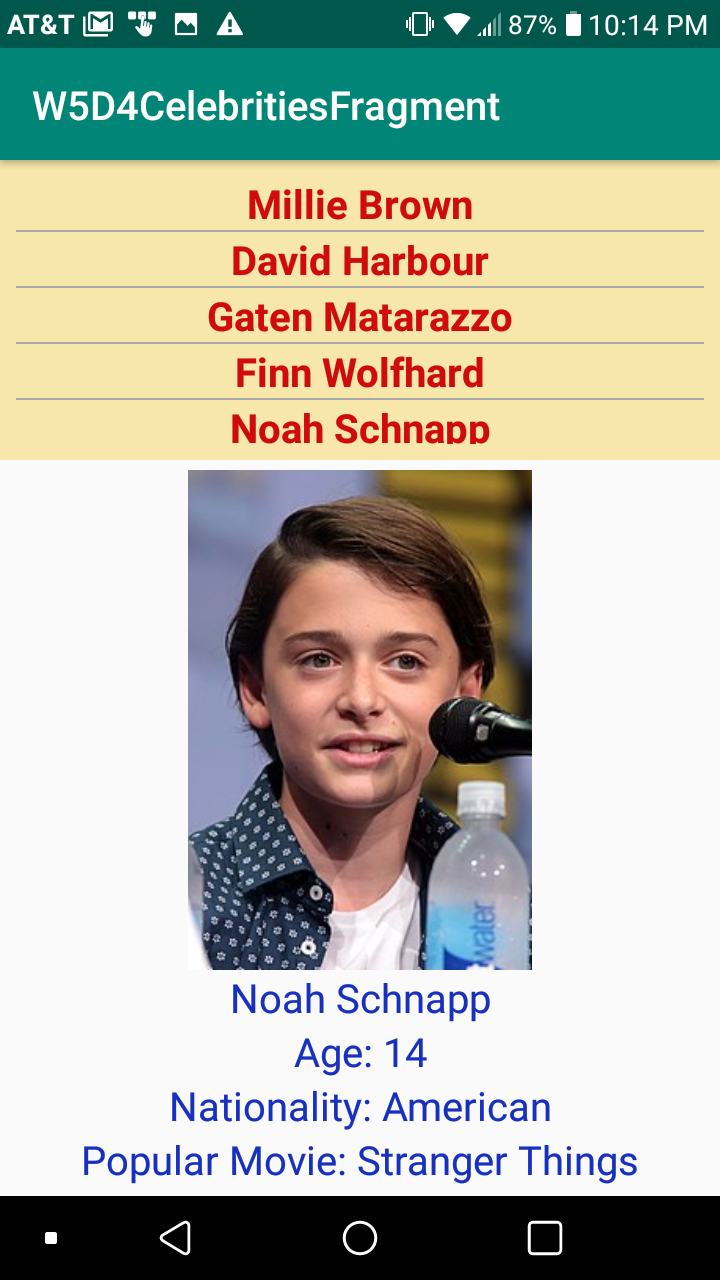 AT&T 87% 10:14 PM
W5D4CelebritiesFragment
Millie Brown
David Harbour
Gaten Matarazzo
Finn Wolfhard
Noah Schnapp
water
Noah Schnapp
Age: 14
Nationality: American
Popular Movie: Stranger Things